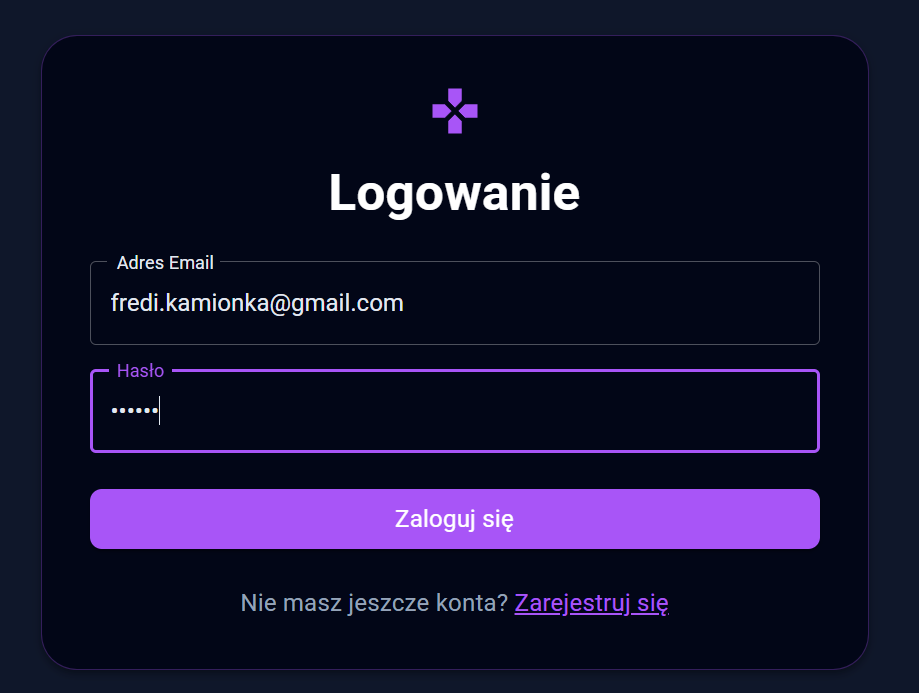 Logowanie
Adres Email
fredi.kamionka@gmail.com
Hasło
••••••
Zaloguj się
Nie masz jeszcze konta? Zarejestruj się